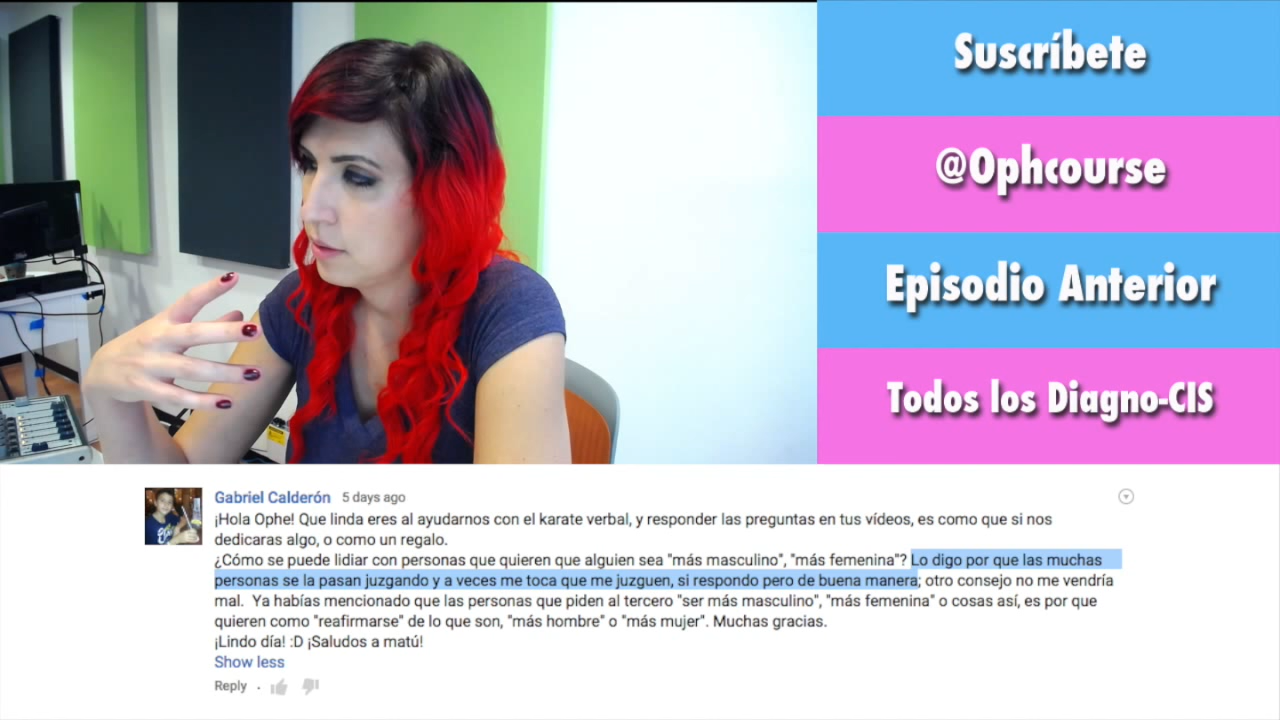 Suscríbete
@Ophcourse
Episodio Anterior
Todos los Diagno-CIS
Gabriel Calderón 5 days ago
¡Hola Ophe! Que linda eres al ayudarnos con el karate verbal, y responder las preguntas en tus vídeos, es como que si nos
dedicaras algo, o como un regalo.
¿Cómo se puede lidiar con personas que quieren que alguien sea "más masculino", "más femenina"? Lo digo por que las muchas
personas se la pasan juzgando y a veces me toca que me juzguen, si respondo pero de buena manera; otro consejo no me vendría
mal. Ya habías mencionado que las personas que piden al tercero "ser más masculino", "más femenina" o cosas así, es por que
quieren como "reafirmarse" de lo que son, "más hombre" o "más mujer". Muchas gracias.
¡Lindo día! :D ¡Saludos a matú!
Show less
Reply .